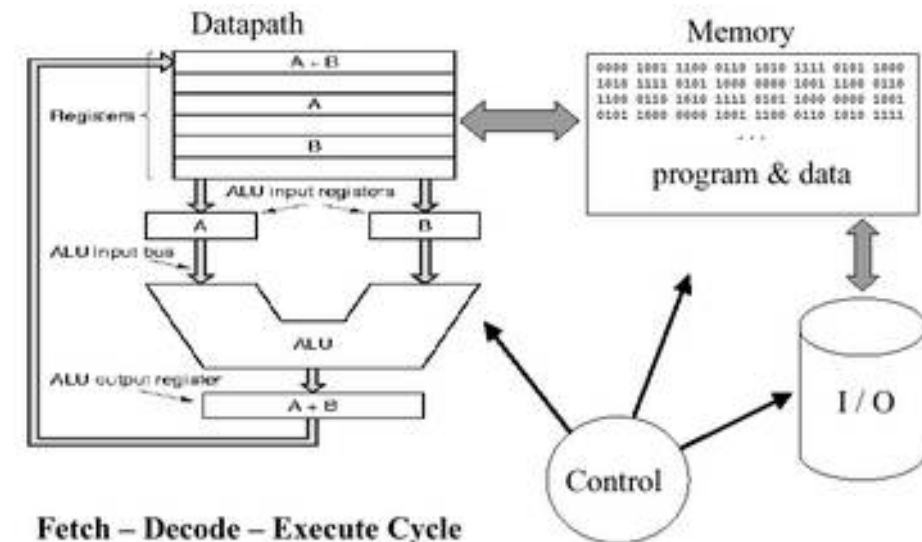 Datapath
Memory
A + B
Registers
A
B
ALU input registers
A
B
ALU input bus
ALU
ALU output register
A + B
0000 1001 1100 0110 1010 1111 0101 1000
1010 1111 0101 1000 0000 1001 1100 0110
1100 0110 1010 1111 0101 1000 0000 1001
0101 1000 0000 1001 1100 0110 1010 1111
. . .
program & data
I / O
Control
Fetch – Decode – Execute Cycle